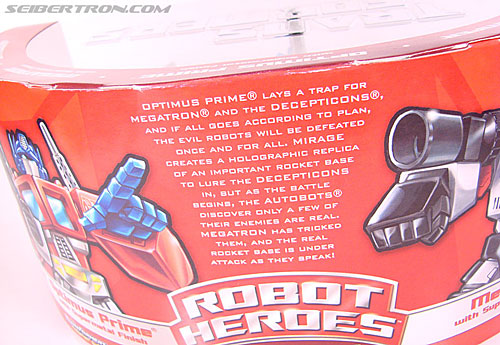 SEIBERTRON.COM
OPTIMUS PRIME® LAYS A TRAP FOR
MEGATRON® AND THE DECEPTICONS®,
AND IF ALL GOES ACCORDING TO PLAN,
THE EVIL ROBOTS WILL BE DEFEATED
ONCE AND FOR ALL. MIRAGE
CREATES A HOLOGRAPHIC REPLICA
OF AN IMPORTANT ROCKET BASE
TO LURE THE DECEPTICONS
IN, BUT AS THE BATTLE
BEGINS, THE AUTOBOTS®
DISCOVER ONLY A FEW OF
THEIR ENEMIES ARE REAL.
MEGATRON HAS TRICKED
THEM, AND THE REAL
ROCKET BASE IS UNDER
ATTACK AS THEY SPEAK!
ROBOT
HEROES
Prime
Finish
with